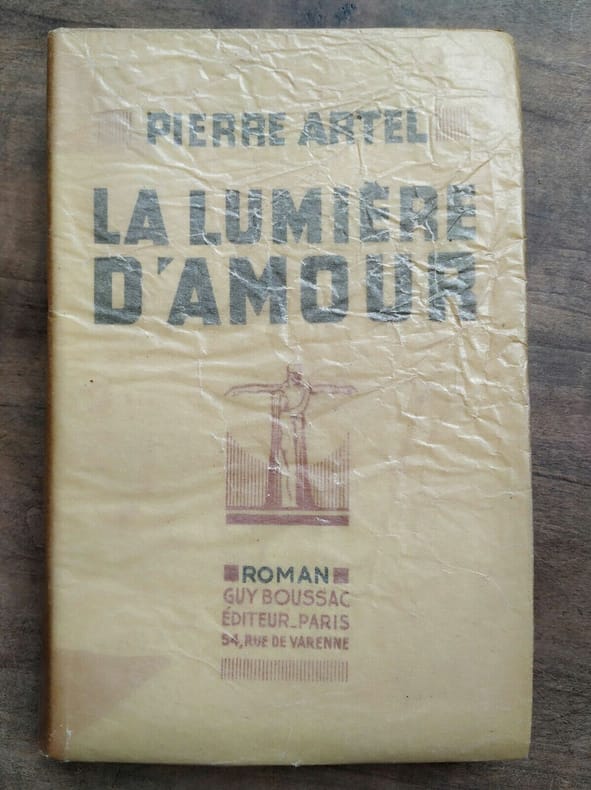 PIERRE ARTEL
LA LUMIÈRE
D'AMOUR
ROMAN
GUY BOUSSAC
ÉDITEUR_PARIS
54, RUE DE VARENNE